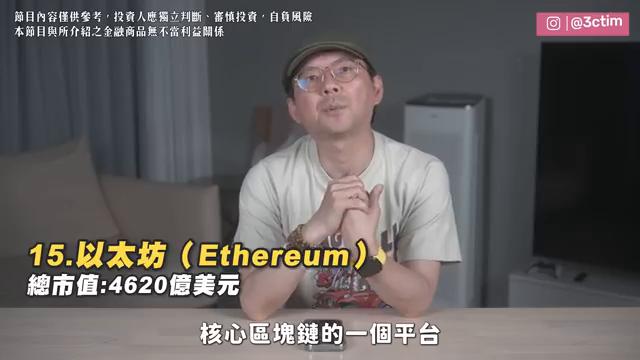 節目內容僅供參考，投資人應獨立判斷、審慎投資，自負風險
本節目與所介紹之金融商品無不當利益關係
@3ctim
15.以太坊（Ethereum）
總市值:4620億美元
核心區塊鏈的一個平台